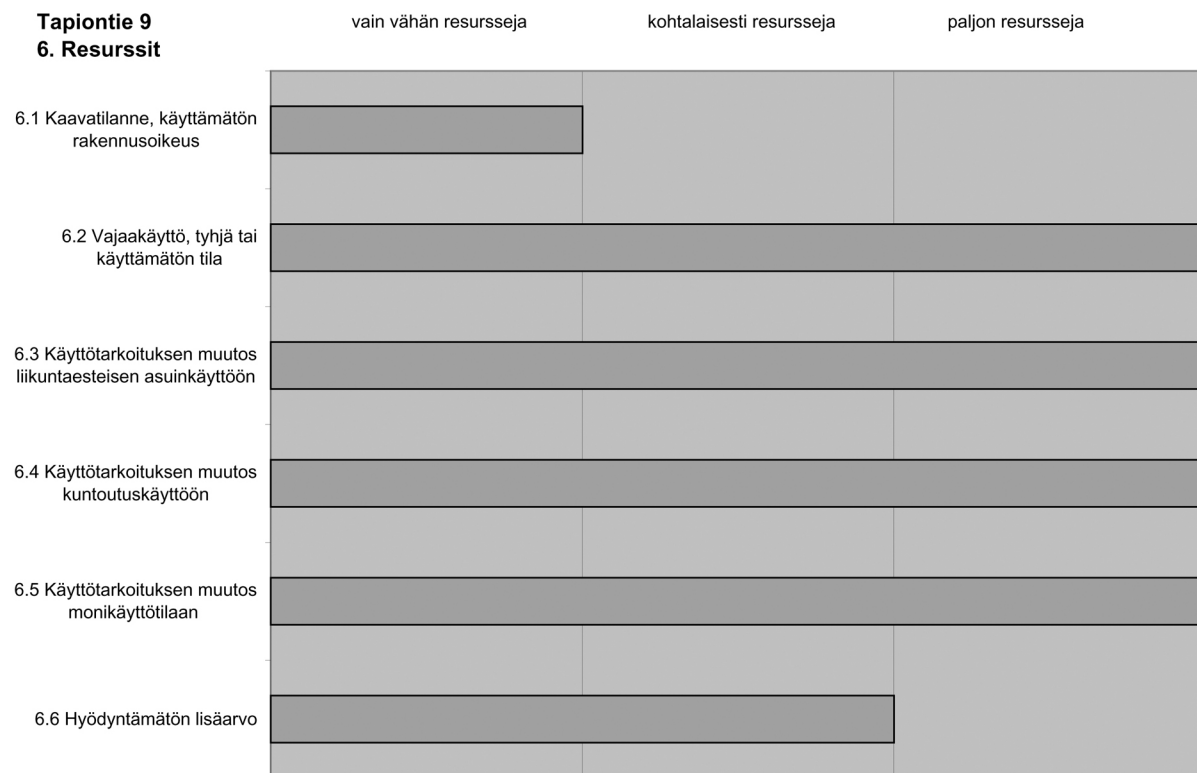 Tapiontie 9
6. Resurssit
vain vähän resursseja
kohtalaisesti resursseja
paljon resursseja
6.1 Kaavatilanne, käyttämätön
rakennusoikeus
6.2 Vajaakäyttö, tyhjä tai
käyttämätön tila
6.3 Käyttötarkoituksen muutos
liikuntaesteisen asuinkäyttöön
6.4 Käyttötarkoituksen muutos
kuntoutuskäyttöön
6.5 Käyttötarkoituksen muutos
monikäyttötilaan
6.6 Hyödyntämätön lisäarvo